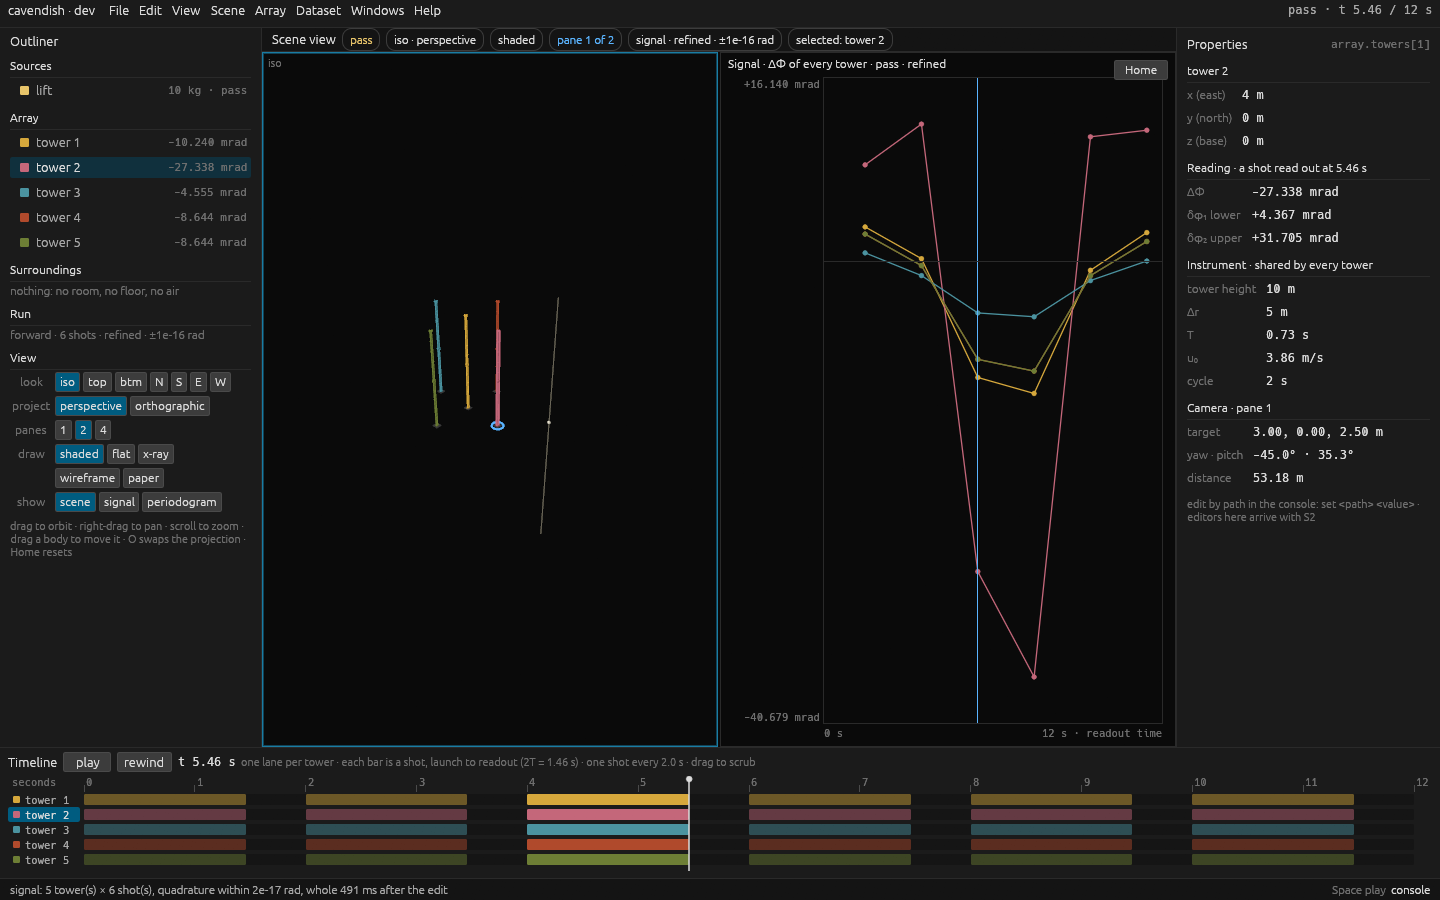 cavendish · dev File Edit View Scene Array Dataset Windows Help
pass · t 5.46 / 12 s
Outliner
Sources
lift 10 kg · pass
Array
tower 1 -10.240 mrad
tower 2 -27.338 mrad
tower 3 -4.555 mrad
tower 4 -8.644 mrad
tower 5 -8.644 mrad
Surroundings
nothing: no room, no floor, no air
Run
forward · 6 shots · refined · ±1e-16 rad
View
look iso top btm N S E W
project perspective orthographic
panes 1 2 4
draw shaded flat x-ray
wireframe paper
show scene signal periodogram
drag to orbit · right-drag to pan · scroll to zoom ·
drag a body to move it · O swaps the projection ·
Home resets
Scene view pass iso · perspective shaded pane 1 of 2 signal · refined · ±1e-16 rad selected: tower 2
iso
Signal · ΔΦ of every tower · pass · refined
Home
+16.140 mrad
-40.679 mrad
0 s 12 s · readout time
Properties array.towers[1]
tower 2
x (east) 4 m
y (north) 0 m
z (base) 0 m
Reading · a shot read out at 5.46 s
ΔΦ -27.338 mrad
δφ₁ lower +4.367 mrad
δφ₂ upper +31.705 mrad
Instrument · shared by every tower
tower height 10 m
Δr 5 m
T 0.73 s
u₀ 3.86 m/s
cycle 2 s
Camera · pane 1
target 3.00, 0.00, 2.50 m
yaw · pitch -45.0° · 35.3°
distance 53.18 m
edit by path in the console: set <path> <value> ·
editors here arrive with S2
Timeline play rewind t 5.46 s one lane per tower · each bar is a shot, launch to readout (2T = 1.46 s) · one shot every 2.0 s · drag to scrub
seconds 0 1 2 3 4 5 6 7 8 9 10 11 12
tower 1
tower 2
tower 3
tower 4
tower 5
signal: 5 tower(s) × 6 shot(s), quadrature within 2e-17 rad, whole 491 ms after the edit
Space play console